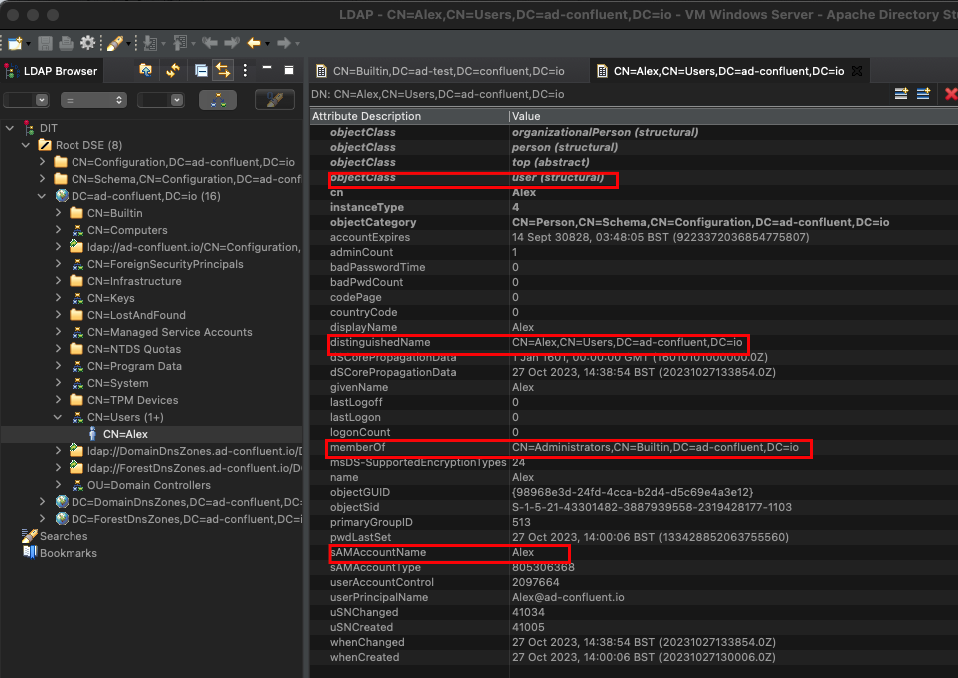 LDAP - CN=Alex,CN=Users,DC=ad-confluent,DC=io - VM Windows Server - Apache Directory Stu
LDAP Browser
=
DIT
Root DSE (8)
CN=Configuration,DC=ad-confluent,DC=io
CN=Schema,CN=Configuration,DC=ad-conf
DC=ad-confluent,DC=io (16)
CN=Builtin
CN=Computers
ldap://ad-confluent.io/CN=Configuration,
CN=ForeignSecurityPrincipals
CN=Infrastructure
CN=Keys
CN=LostAndFound
CN=Managed Service Accounts
CN=NTDS Quotas
CN=Program Data
CN=System
CN=TPM Devices
CN=Users (1+)
CN=Alex
ldap://DomainDnsZones.ad-confluent.io/D
ldap://ForestDnsZones.ad-confluent.io/D
OU=Domain Controllers
DC=DomainDnsZones,DC=ad-confluent,DC=
DC=ForestDnsZones,DC=ad-confluent,DC=i
Searches
Bookmarks
CN=Builtin,DC=ad-test,DC=confluent,DC=io
CN=Alex,CN=Users,DC=ad-confluent,DC=io
DN: CN=Alex,CN=Users,DC=ad-confluent,DC=io
Attribute Description Value
objectClass organizationalPerson (structural)
objectClass person (structural)
objectClass top (abstract)
objectClass user (structural)
cn Alex
instanceType 4
objectCategory CN=Person,CN=Schema,CN=Configuration,DC=ad-confluent,DC=io
accountExpires 14 Sept 30828, 03:48:05 BST (9223372036854775807)
adminCount 1
badPasswordTime 0
badPwdCount 0
codePage 0
countryCode 0
displayName Alex
distinguishedName CN=Alex,CN=Users,DC=ad-confluent,DC=io
dSCorePropagationData 1 Jan 1601, 00:00:00 GMT (16010101000000.0Z)
dSCorePropagationData 27 Oct 2023, 14:38:54 BST (20231027133854.0Z)
givenName Alex
lastLogoff 0
lastLogon 0
logonCount 0
memberOf CN=Administrators,CN=Builtin,DC=ad-confluent,DC=io
msDS-SupportedEncryptionTypes 24
name Alex
objectGUID {98968e3d-24fd-4cca-b2d4-d5c69e4a3e12}
objectSid S-1-5-21-43301482-3887939558-2319428177-1103
primaryGroupID 513
pwdLastSet 27 Oct 2023, 14:00:06 BST (133428852063755560)
sAMAccountName Alex
sAMAccountType 805306368
userAccountControl 2097664
userPrincipalName Alex@ad-confluent.io
uSNChanged 41034
uSNCreated 41005
whenChanged 27 Oct 2023, 14:38:54 BST (20231027133854.0Z)
whenCreated 27 Oct 2023, 14:00:06 BST (20231027130006.0Z)